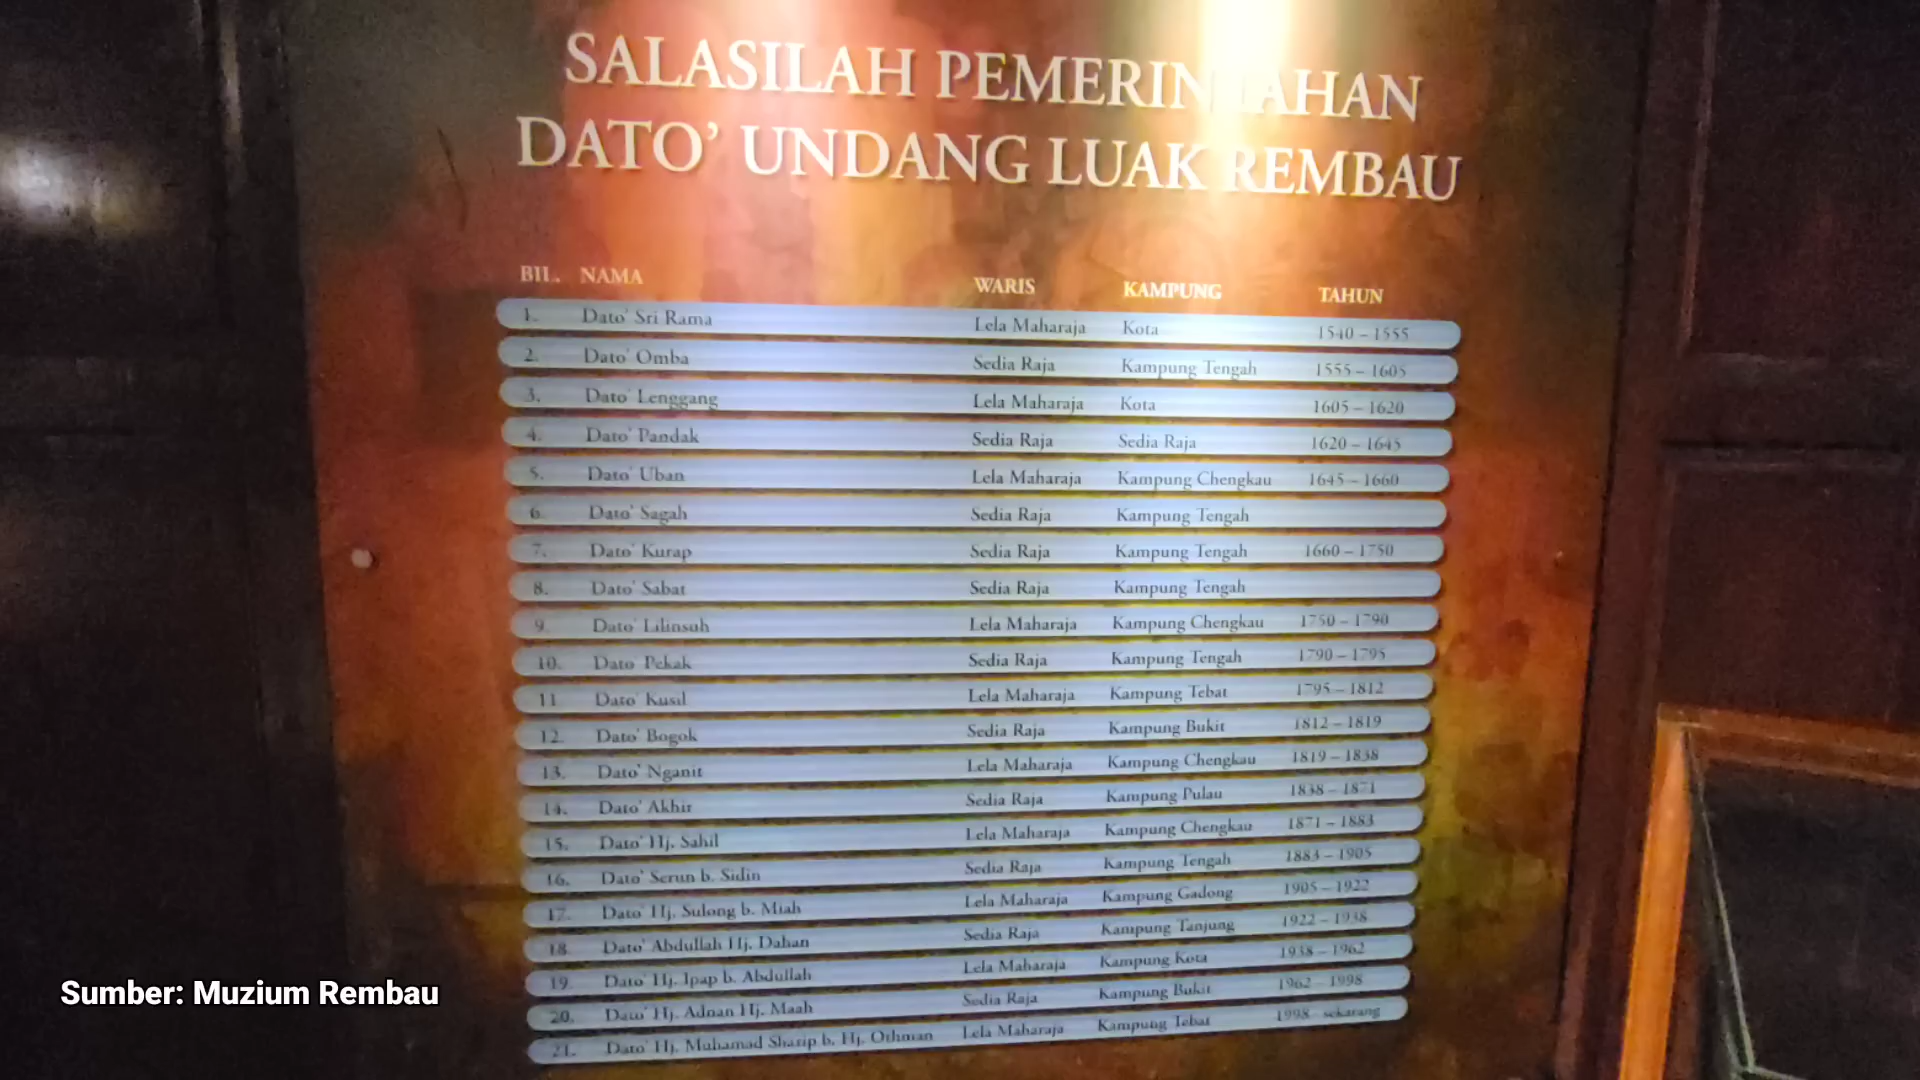 SALASILAH PEMERINTAHAN
DATO' UNDANG LUAK REMBAU
BIL. NAMA WARIS KAMPUNG TAHUN
1. Dato' Sri Rama Lela Maharaja Kota 1540 – 1555
2. Dato' Omba Sedia Raja Kampung Tengah 1555 – 1605
3. Dato' Lenggang Lela Maharaja Kota 1605 – 1620
4. Dato' Pandak Sedia Raja Sedia Raja 1620 – 1645
5. Dato' Uban Lela Maharaja Kampung Chengkau 1645 – 1660
6. Dato' Sagah Sedia Raja Kampung Tengah
7. Dato' Kurap Sedia Raja Kampung Tengah 1660 – 1750
8. Dato' Sabat Sedia Raja Kampung Tengah
9. Dato' Lilinsuh Lela Maharaja Kampung Chengkau 1750 – 1790
10. Dato' Pekak Sedia Raja Kampung Tengah 1790 – 1795
11 Dato' Kusil Lela Maharaja Kampung Tebat 1795 – 1812
12. Dato' Bogok Sedia Raja Kampung Bukit 1812 – 1819
13. Dato' Nganit Lela Maharaja Kampung Chengkau 1819 – 1838
14. Dato' Akhir Sedia Raja Kampung Pulau 1838 – 1871
15. Dato' Hj. Sahil Lela Maharaja Kampung Chengkau 1871 – 1883
16. Dato' Serun b. Sidin Sedia Raja Kampung Tengah 1883 – 1905
17. Dato' Hj. Sulong b. Miah Lela Maharaja Kampung Gadong 1905 – 1922
18. Dato' Abdullah Hj. Dahan Sedia Raja Kampung Tanjung 1922 – 1938
19. Dato' Hj. Ipap b. Abdullah Lela Maharaja Kampung Kota 1938 – 1962
20. Dato' Hj. Adnan Hj. Maah Sedia Raja Kampung Bukit 1962 – 1998
21. Dato' Hj. Muhamad Sharip b. Hj. Othman Lela Maharaja Kampung Tebat 1998 – sekarang
Sumber: Muzium Rembau